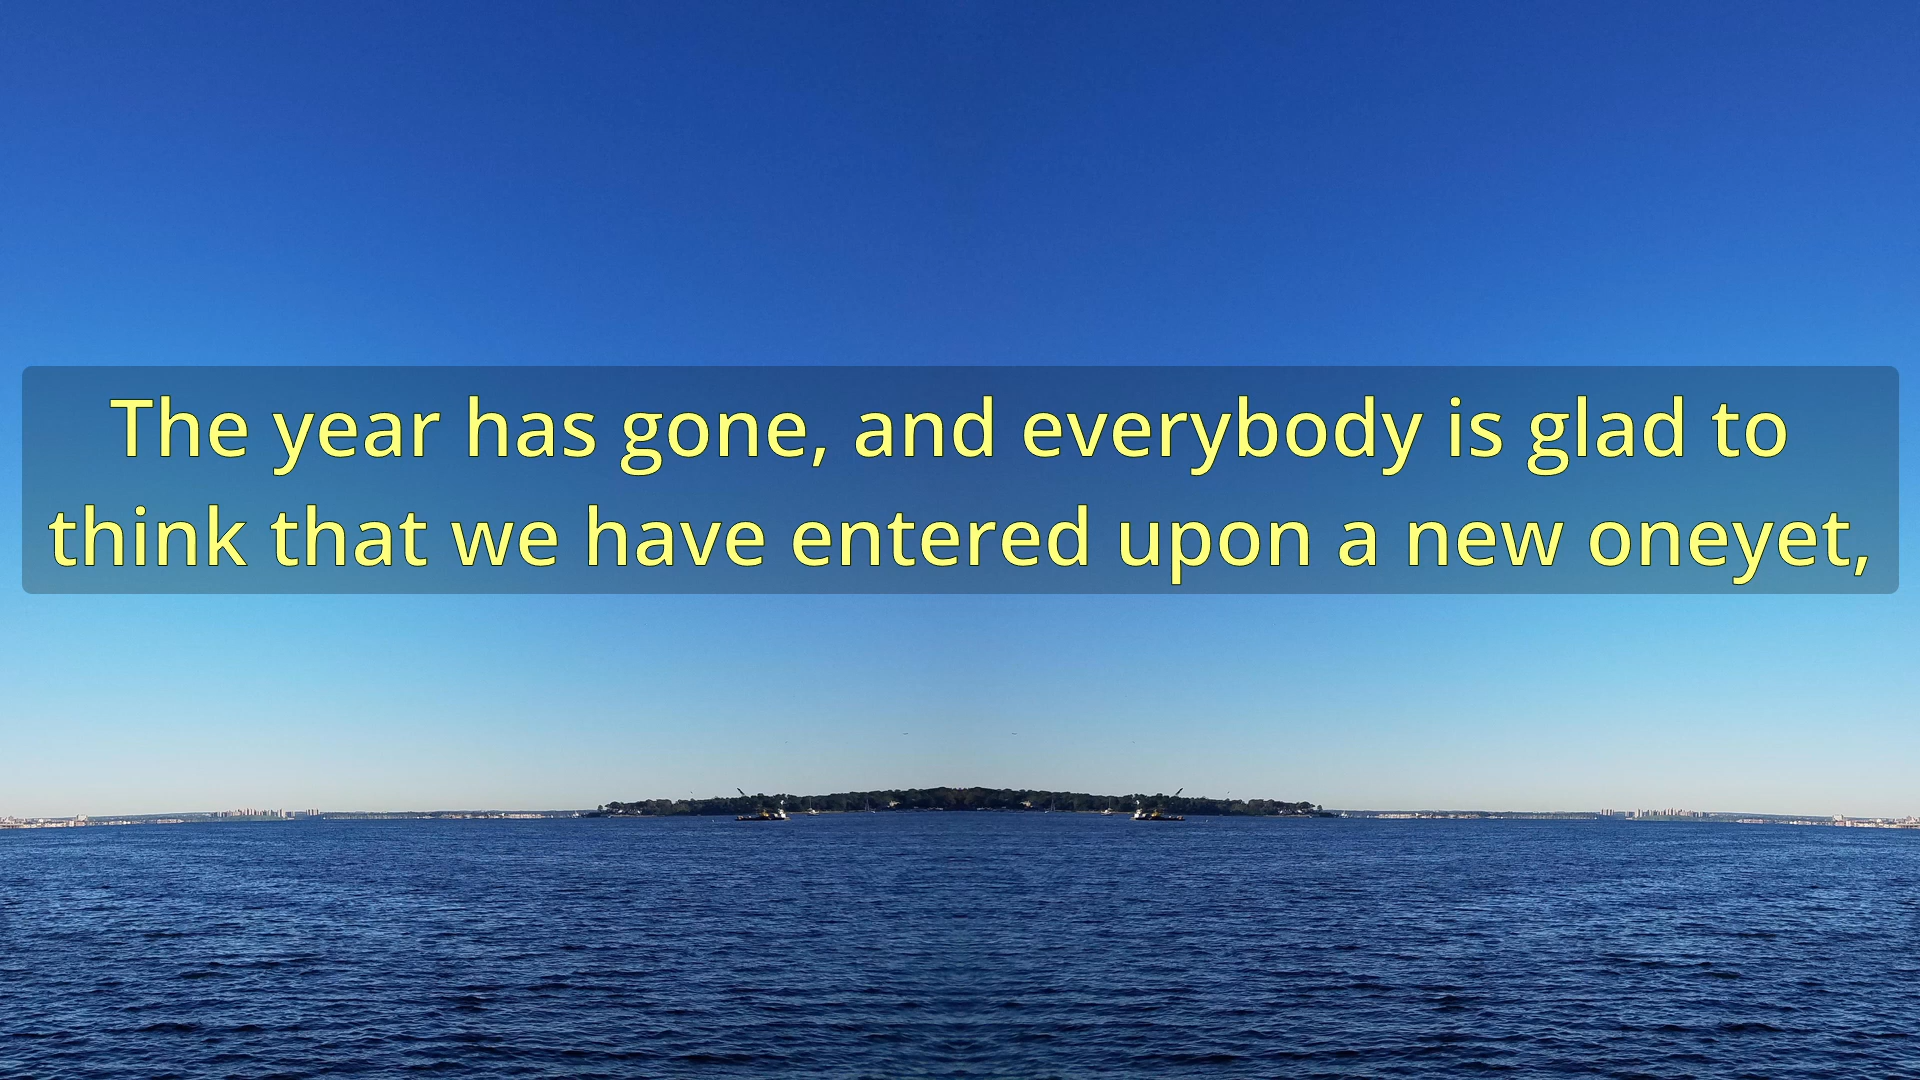 The year has gone, and everybody is glad to
think that we have entered upon a new oneyet,